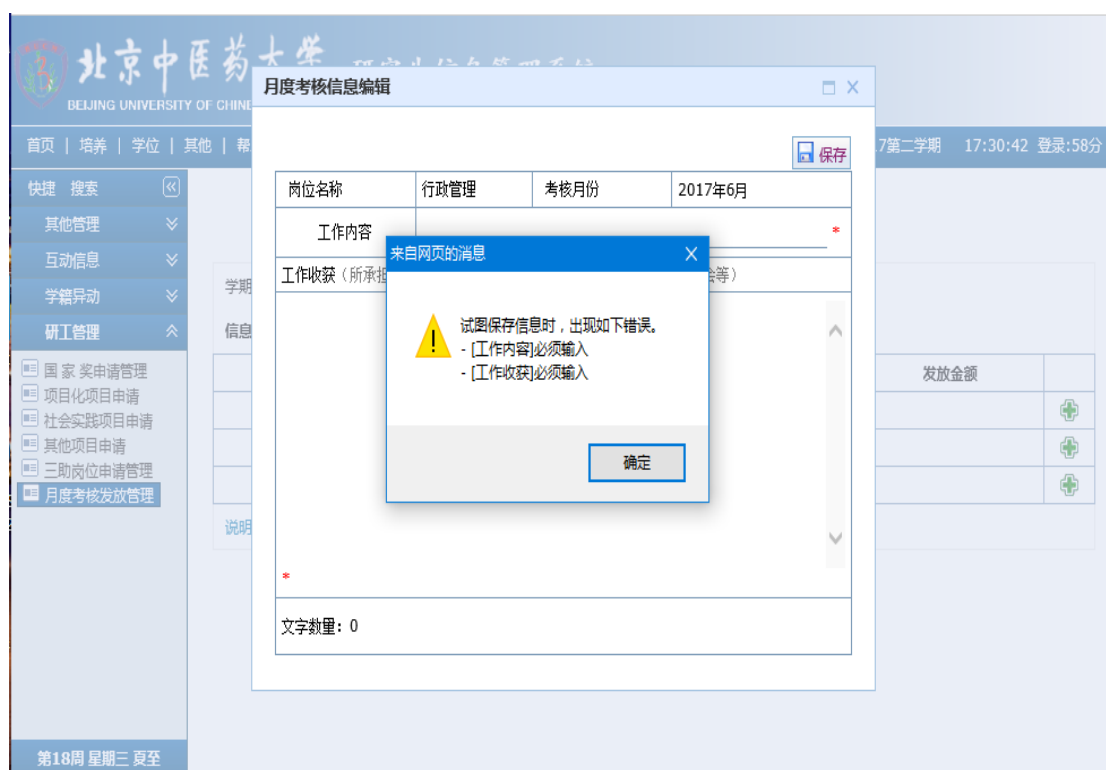 北京中医药大学
BEIJING UNIVERSITY OF CHINE
首页 | 培养 | 学位 | 其他 | 帮
7第二学期 17:30:42 登录:58分
快捷 搜索
其他管理
互动信息
学籍异动
研工管理
国 家 奖申请管理
项目化项目申请
社会实践项目申请
其他项目申请
三助岗位申请管理
月度考核发放管理
第18周 星期三 夏至
学期
信息
发放金额
说明
月度考核信息编辑
保存
岗位名称 行政管理 考核月份 2017年6月
工作内容 *
工作收获（所承担 会等）
*
文字数量: 0
来自网页的消息
试图保存信息时，出现如下错误。
- [工作内容]必须输入
- [工作收获]必须输入
确定